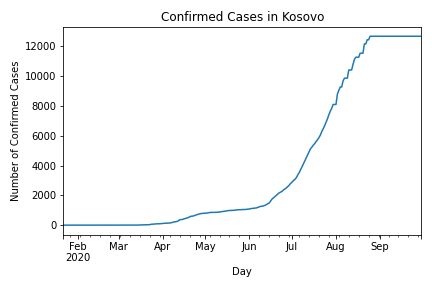 Confirmed Cases in Kosovo
Number of Confirmed Cases
12000
10000
8000
6000
4000
2000
0
Feb Mar Apr May Jun Jul Aug Sep
2020
Day